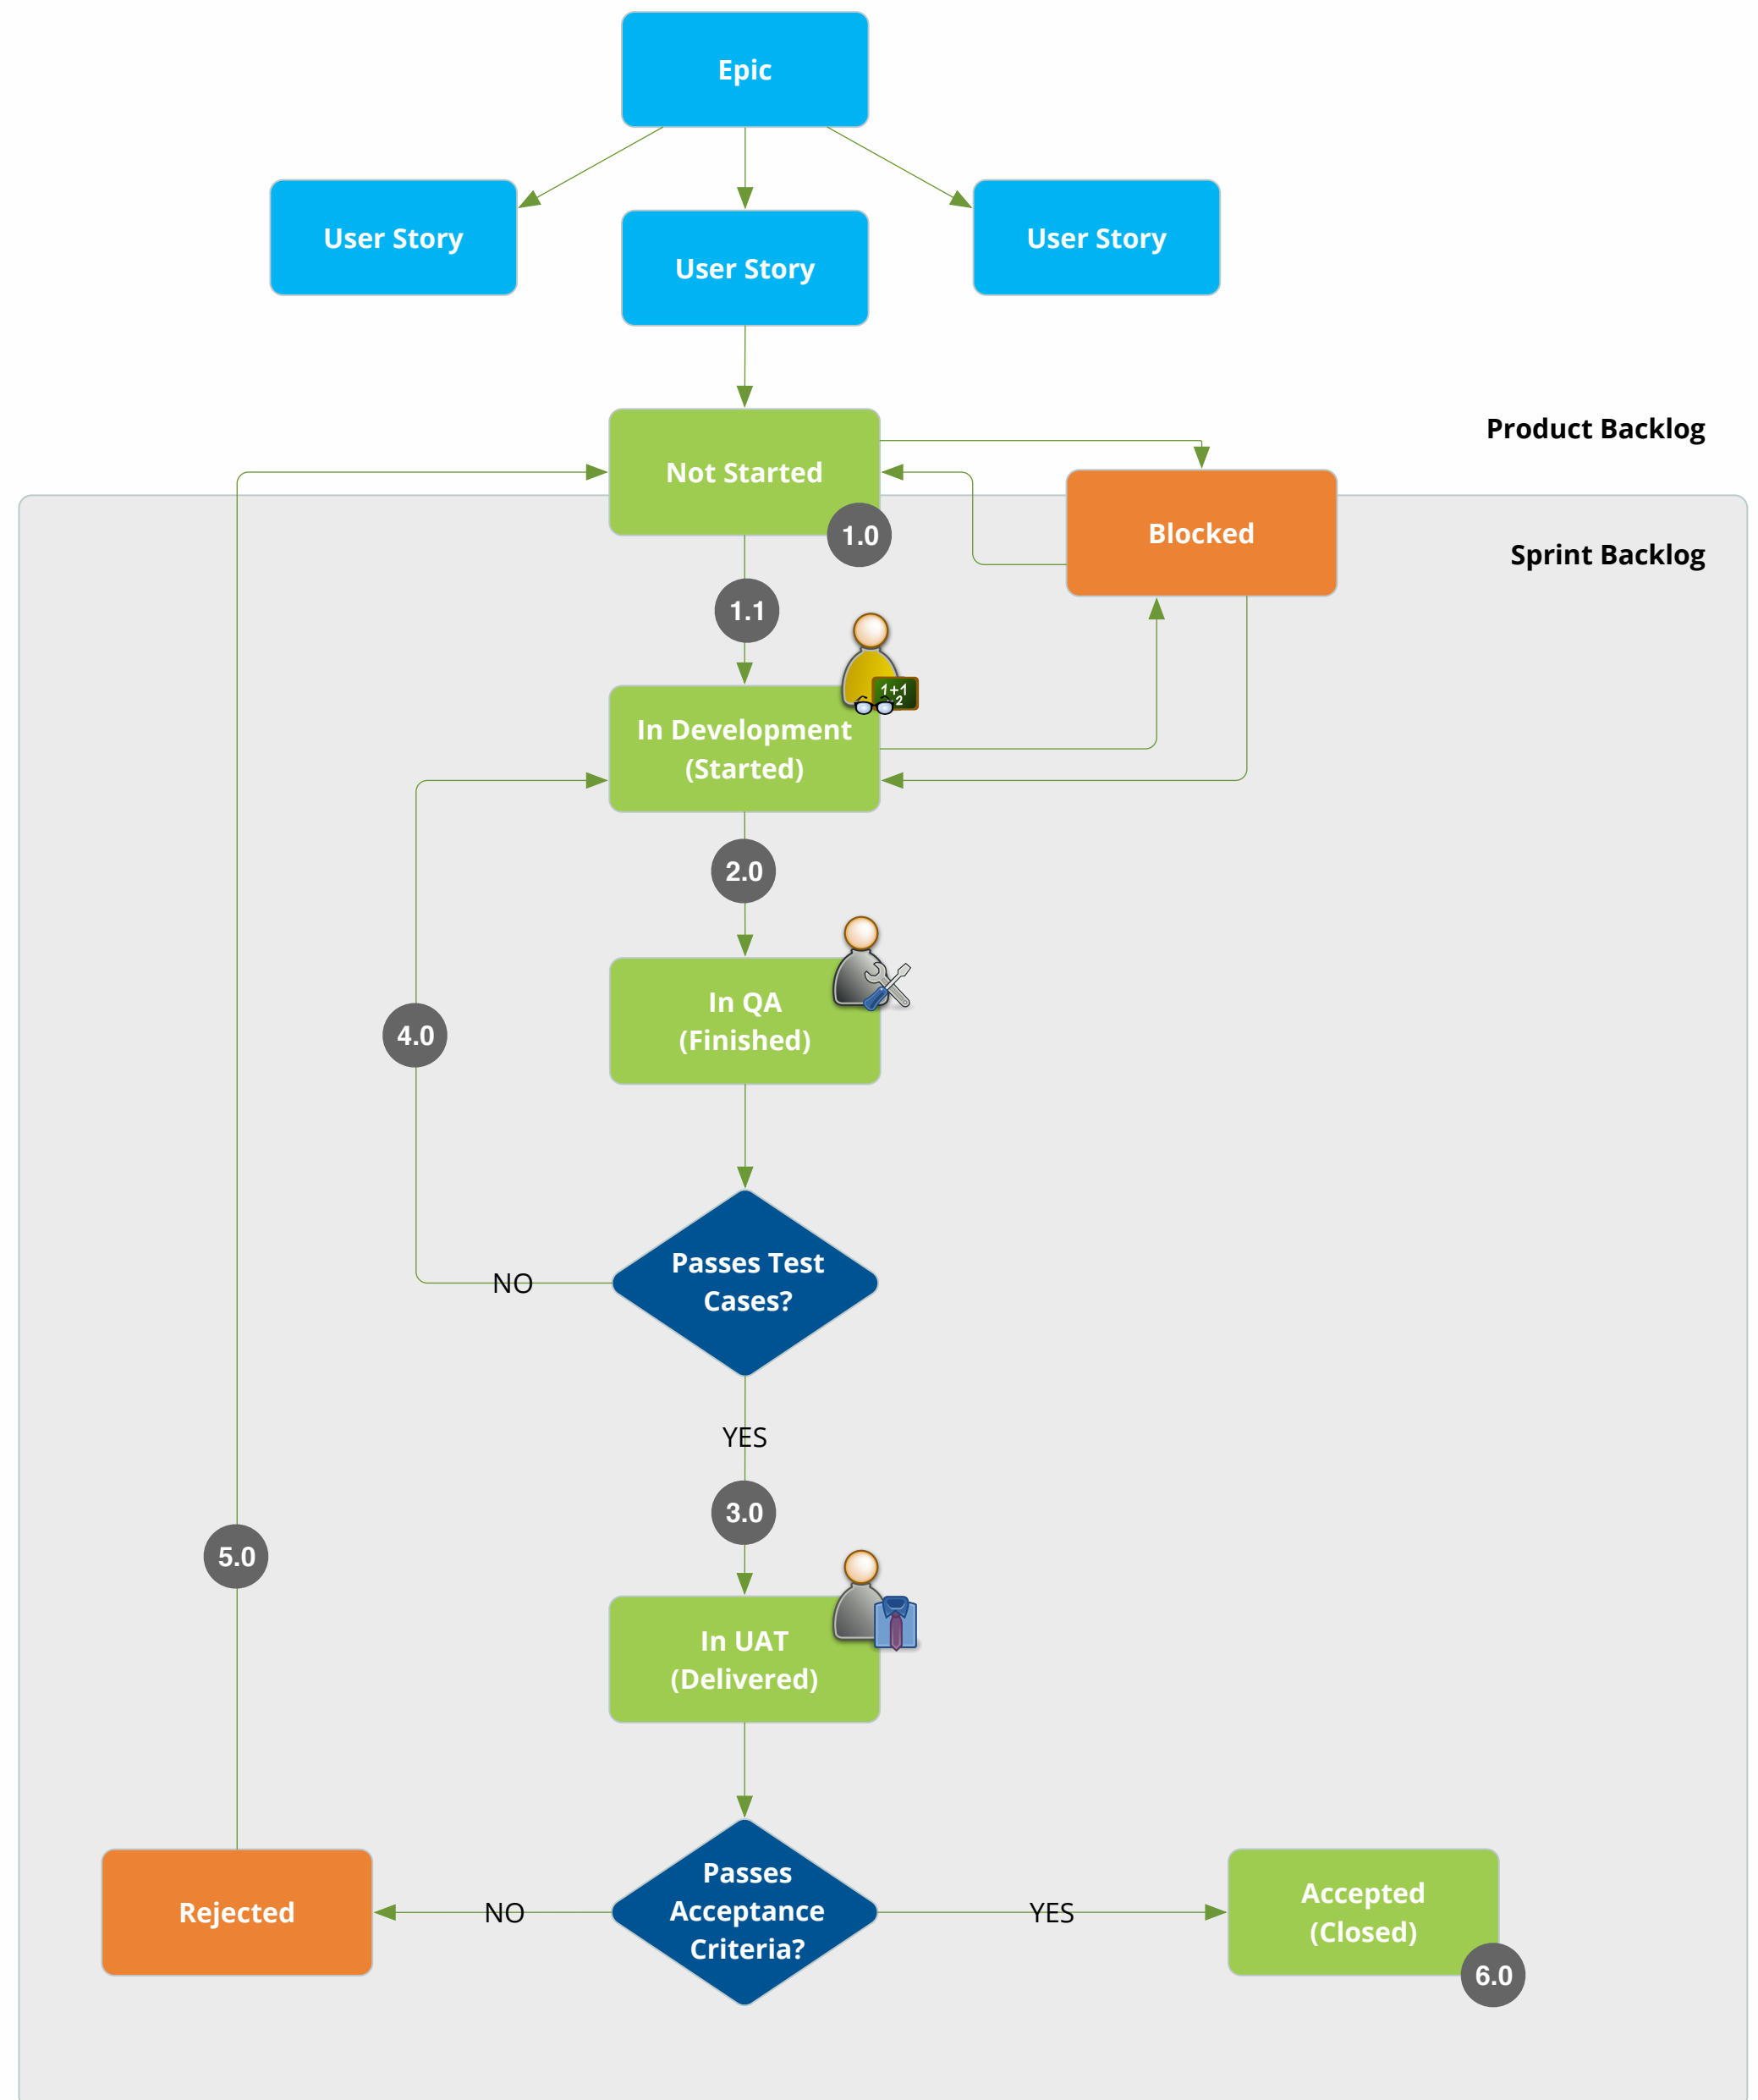 Epic
User Story
User Story
User Story
Product Backlog
Not Started
1.0
Blocked
Sprint Backlog
1.1
1+1
2
In Development
(Started)
2.0
In QA
(Finished)
4.0
Passes Test
Cases?
NO
YES
3.0
5.0
In UAT
(Delivered)
Passes
Acceptance
Criteria?
NO
YES
Rejected
Accepted
(Closed)
6.0